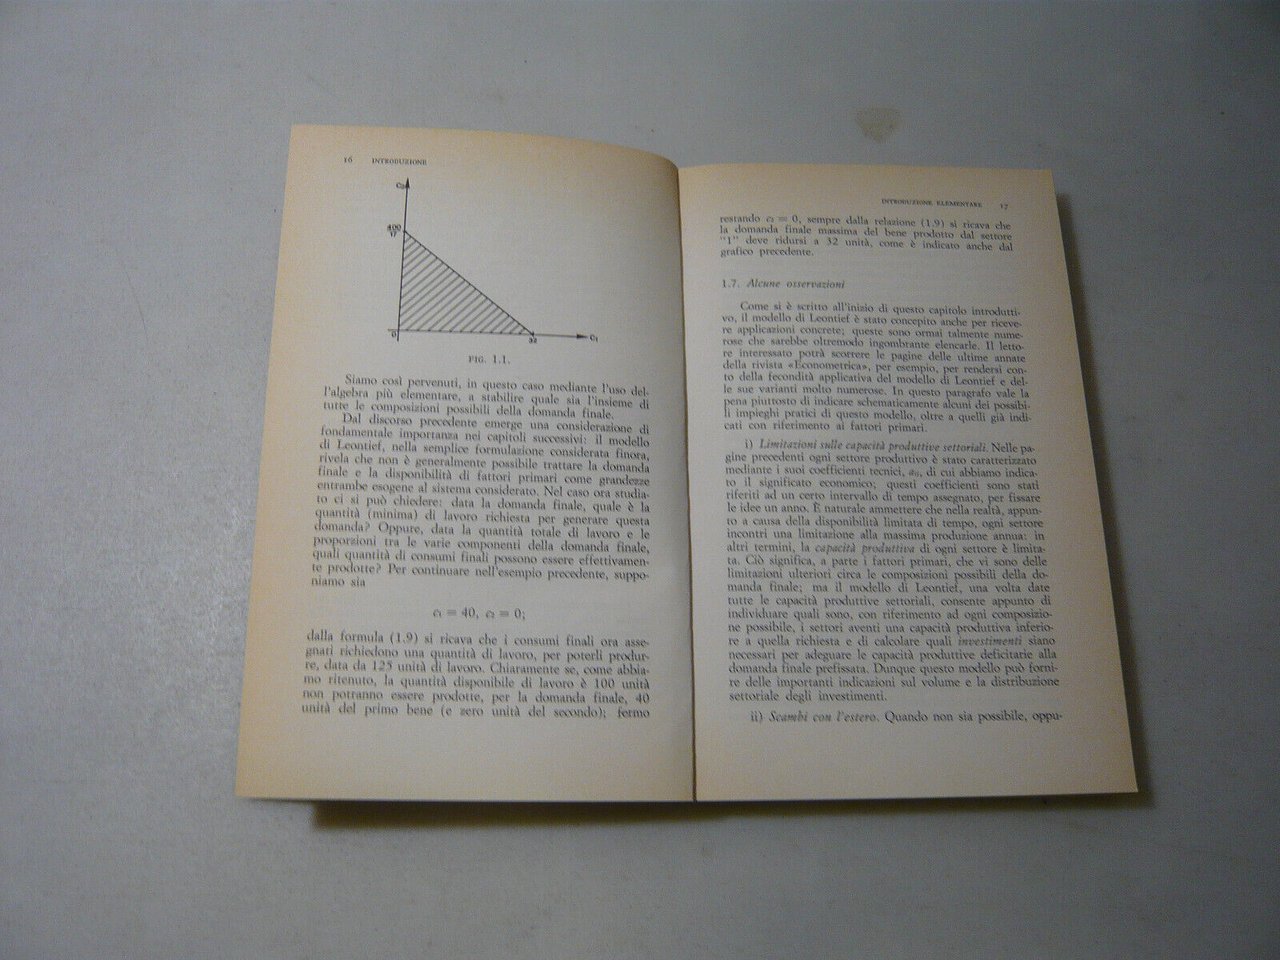 16 INTRODUZIONE
C₂
400
17
0
32
C₁
FIG. 1.1.
Siamo così pervenuti, in questo caso mediante l'uso del-
l'algebra più elementare, a stabilire quale sia l'insieme di
tutte le composizioni possibili della domanda finale.
Dal discorso precedente emerge una considerazione di
fondamentale importanza nei capitoli successivi: il modello
di Leontief, nella semplice formulazione considerata finora,
rivela che non è generalmente possibile trattare la domanda
finale e la disponibilità di fattori primari come grandezze
entrambe esogene al sistema considerato. Nel caso ora studia-
to ci si può chiedere: data la domanda finale, quale è la
quantità (minima) di lavoro richiesta per generare questa
domanda? Oppure, data la quantità totale di lavoro e le
proporzioni tra le varie componenti della domanda finale,
quali quantità di consumi finali possono essere effettivamen-
te prodotte? Per continuare nell'esempio precedente, suppo-
niamo sia
c₁ = 40, c₂ = 0;
dalla formula (1.9) si ricava che i consumi finali ora asse-
gnati richiedono una quantità di lavoro, per poterli produr-
re, data da 125 unità di lavoro. Chiaramente se, come abbia-
mo ritenuto, la quantità disponibile di lavoro è 100 unità
non potranno essere prodotte, per la domanda finale, 40
unità del primo bene (e zero unità del secondo); fermo
INTRODUZIONE ELEMENTARE 17
restando c₂ = 0, sempre dalla relazione (1.9) si ricava che
la domanda finale massima del bene prodotto dal settore
"1" deve ridursi a 32 unità, come è indicato anche dal
grafico precedente.
1.7. Alcune osservazioni
Come si è scritto all'inizio di questo capitolo introdutti-
vo, il modello di Leontief è stato concepito anche per riceve-
re applicazioni concrete; queste sono ormai talmente nume-
rose che sarebbe oltremodo ingombrante elencarle. Il letto-
re interessato potrà scorrere le pagine delle ultime annate
della rivista «Econometrica», per esempio, per rendersi con-
to della fecondità applicativa del modello di Leontief e del-
le sue varianti molto numerose. In questo paragrafo vale la
pena piuttosto di indicare schematicamente alcuni dei possibi-
li impieghi pratici di questo modello, oltre a quelli già indi-
cati con riferimento ai fattori primari.
i) Limitazioni sulle capacità produttive settoriali. Nelle pa-
gine precedenti ogni settore produttivo è stato caratterizzato
mediante i suoi coefficienti tecnici, aᵢⱼ, di cui abbiamo indica-
to il significato economico; questi coefficienti sono stati
riferiti ad un certo intervallo di tempo assegnato, per fissare
le idee un anno. È naturale ammettere che nella realtà, appun-
to a causa della disponibilità limitata di tempo, ogni settore
incontri una limitazione alla massima produzione annua: in
altri termini, la capacità produttiva di ogni settore è limita-
ta. Ciò significa, a parte i fattori primari, che vi sono delle
limitazioni ulteriori circa le composizioni possibili della do-
manda finale; ma il modello di Leontief, una volta date
tutte le capacità produttive settoriali, consente appunto di
individuare quali sono, con riferimento ad ogni composizio-
ne possibile, i settori aventi una capacità produttiva inferio-
re a quella richiesta e di calcolare quali investimenti siano
necessari per adeguare le capacità produttive deficitarie alla
domanda finale prefissata. Dunque questo modello può forni-
re delle importanti indicazioni sul volume e la distribuzione
settoriale degli investimenti.
ii) Scambi con l'estero. Quando non sia possibile, oppu-